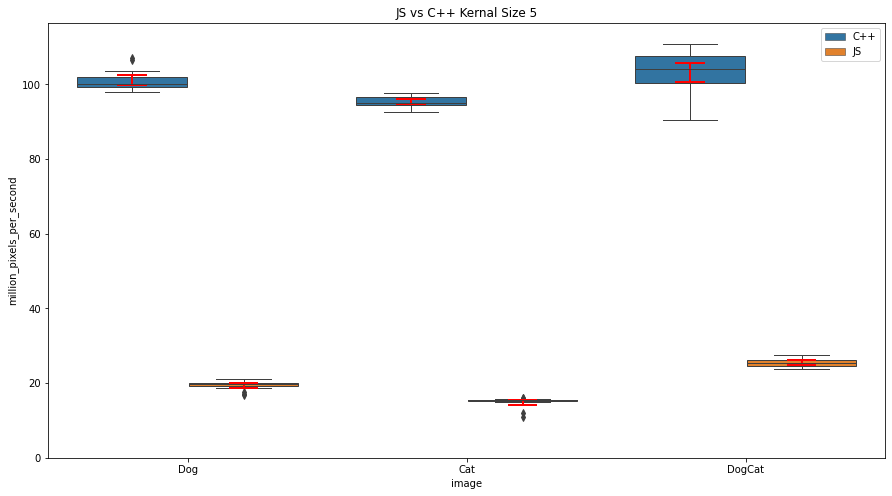 JS vs C++ Kernal Size 5
C++
JS
million_pixels_per_second
100
80
60
40
20
0
Dog
Cat
DogCat
image